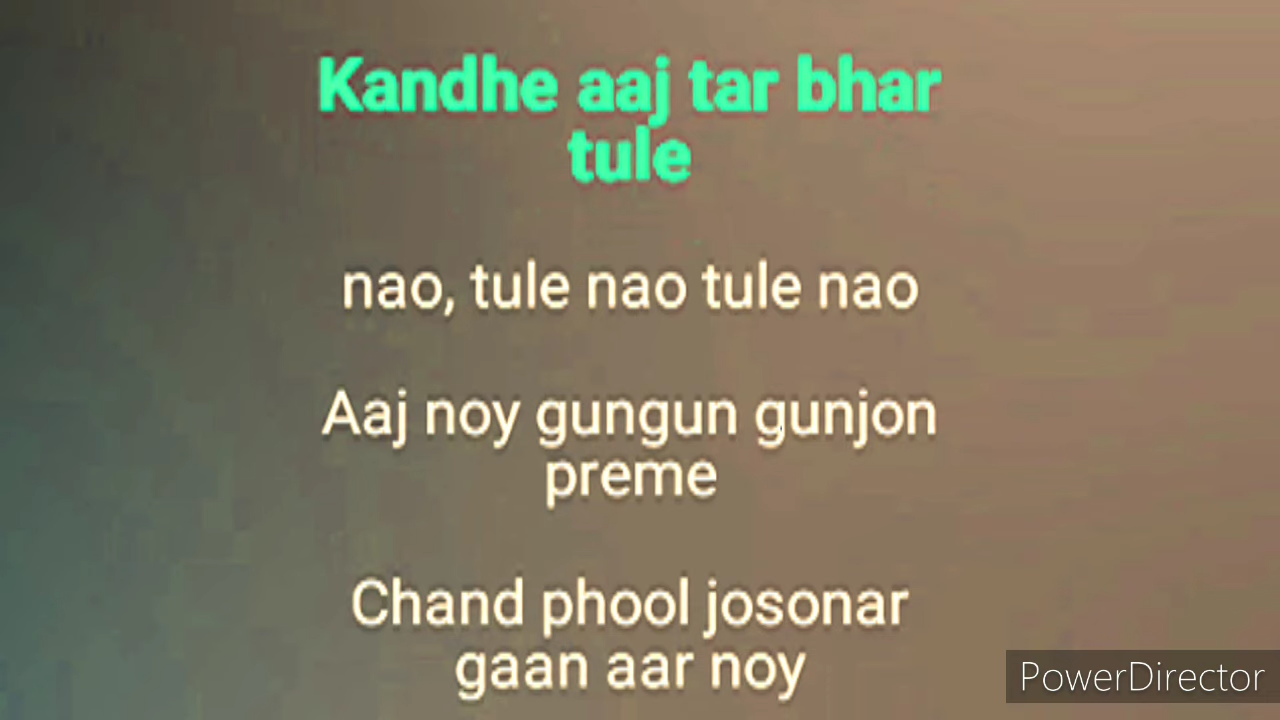 Kandhe aaj tar bhar
tule
nao, tule nao tule nao
Aaj noy gungun gunjon
preme
Chand phool josonar
gaan aar noy
PowerDirector